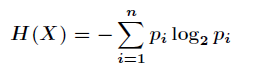 H(X) = − ∑_{i=1}^{n} p_i log_2 p_i